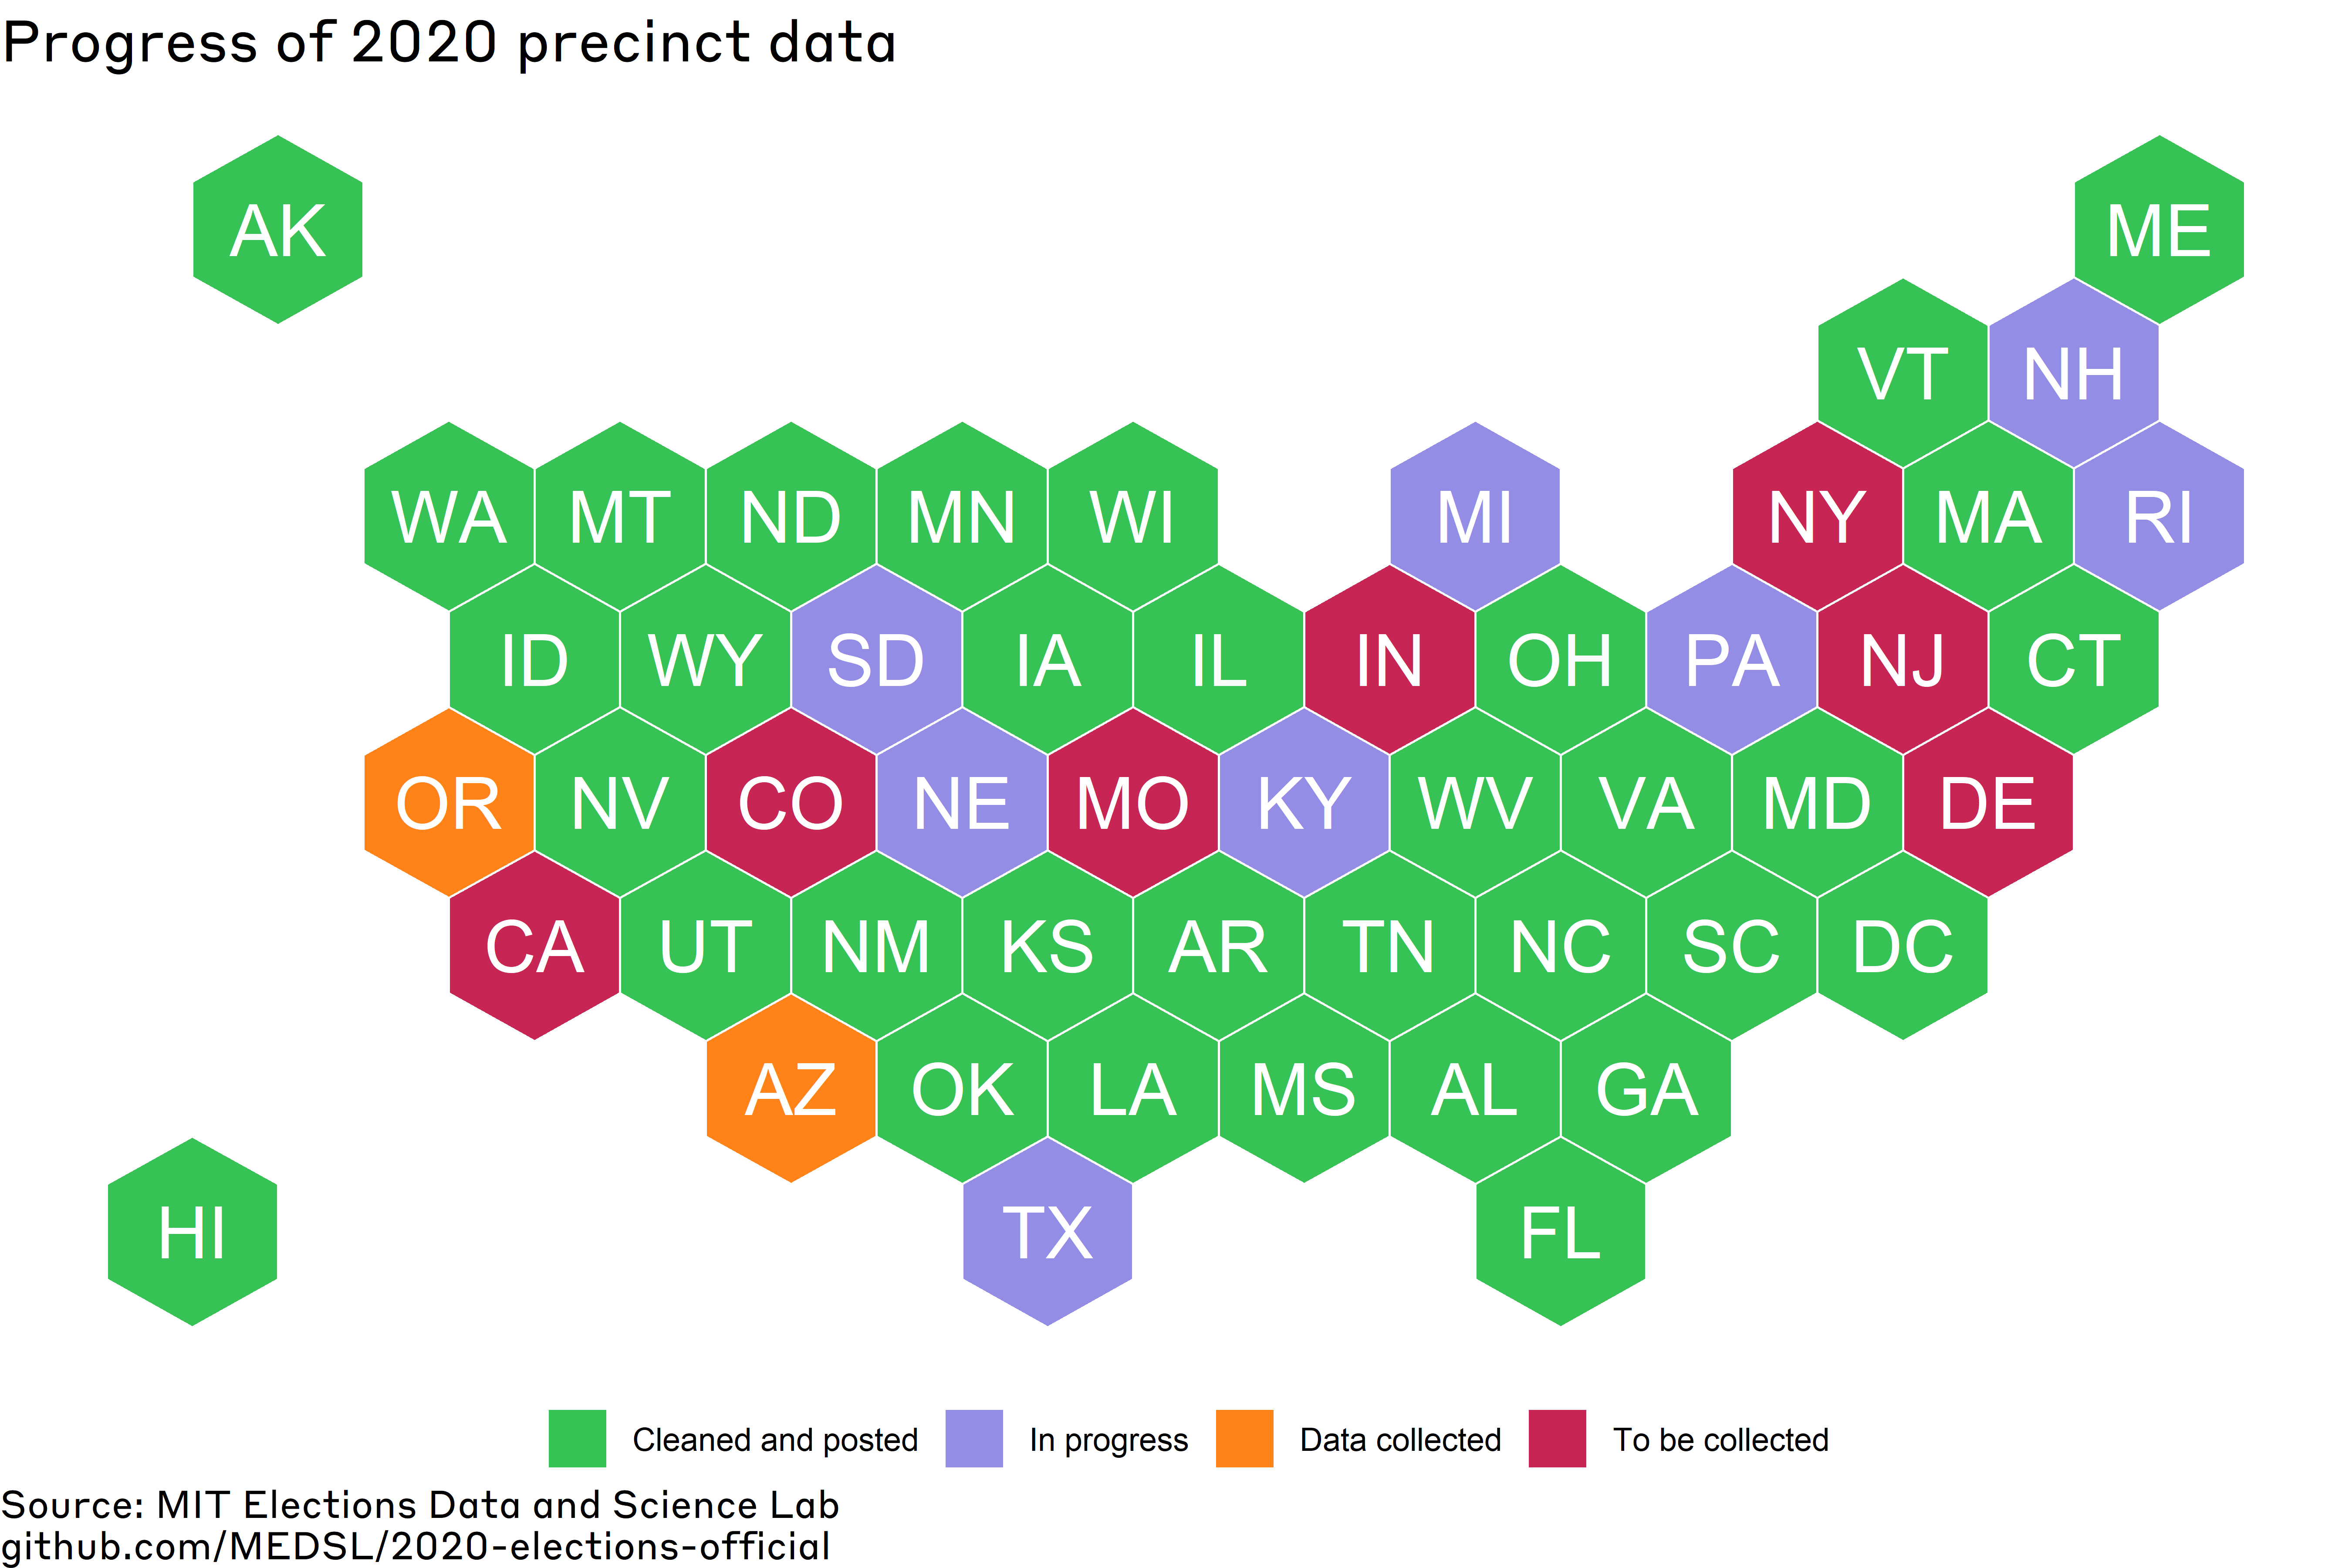 Progress of 2020 precinct data
AK ME
VT NH
WA MT ND MN WI MI NY MA RI
ID WY SD IA IL IN OH PA NJ CT
OR NV CO NE MO KY WV VA MD DE
CA UT NM KS AR TN NC SC DC
AZ OK LA MS AL GA
HI TX FL
Cleaned and posted In progress Data collected To be collected
Source: MIT Elections Data and Science Lab
github.com/MEDSL/2020-elections-official